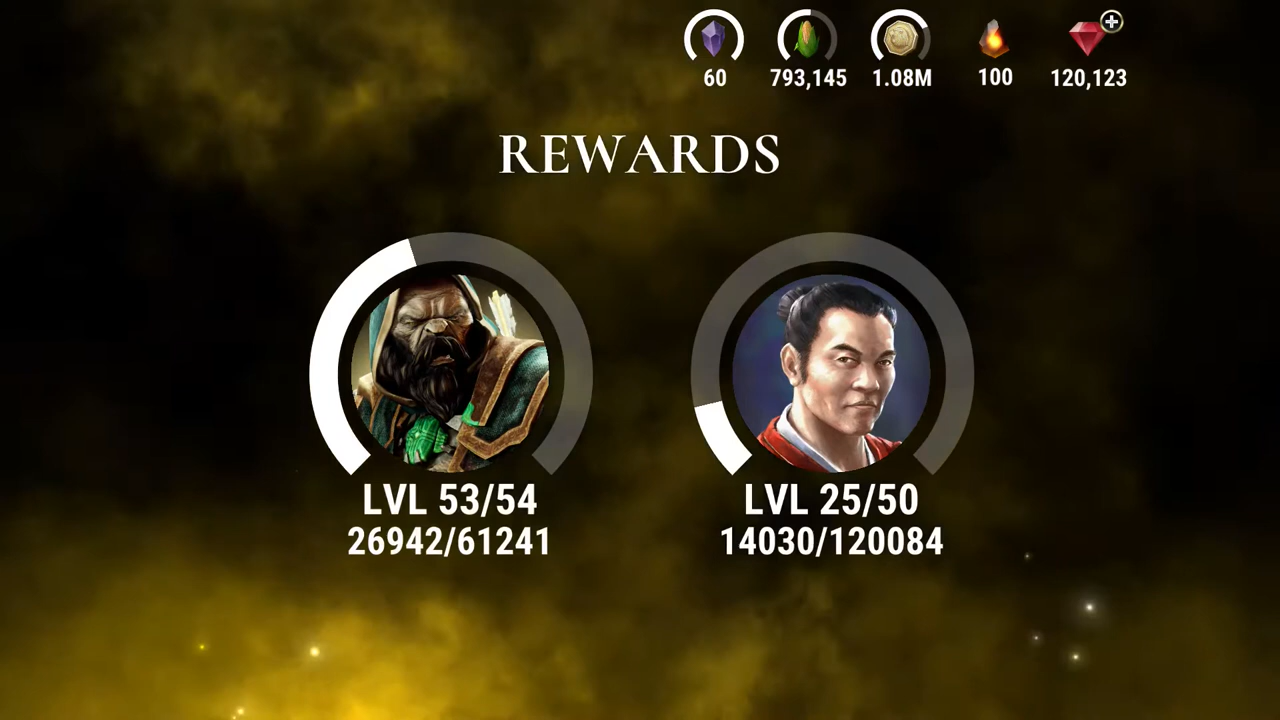 60 793,145 1.08M 100 120,123
REWARDS
LVL 53/54
26942/61241
LVL 25/50
14030/120084